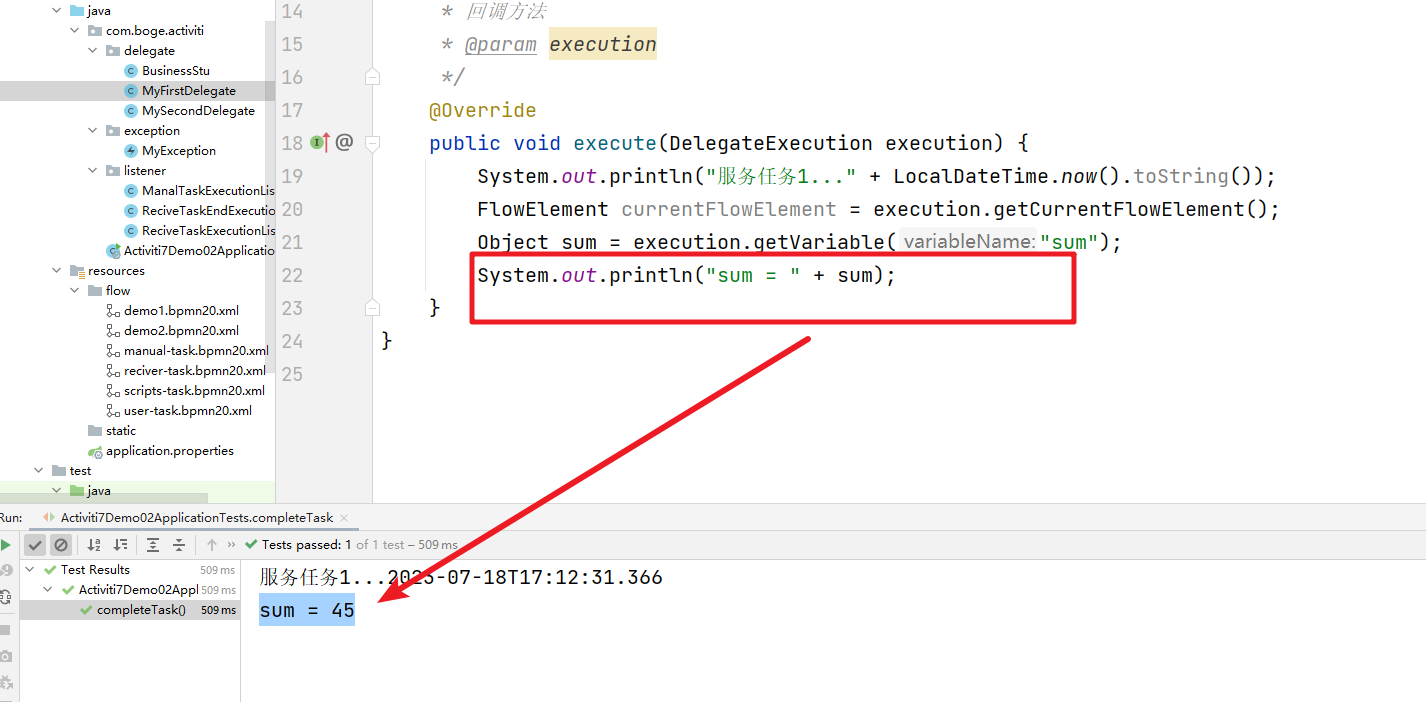 java
com.boge.activiti
delegate
BusinessStu
MyFirstDelegate
MySecondDelegate
exception
MyException
listener
ManalTaskExecutionLis
ReciveTaskEndExecutio
ReciveTaskExecutionLis
Activiti7Demo02Applicatio
resources
flow
demo1.bpmn20.xml
demo2.bpmn20.xml
manual-task.bpmn20.xml
reciver-task.bpmn20.xml
scripts-task.bpmn20.xml
user-task.bpmn20.xml
static
application.properties
test
java
14 * 回调方法
15 * @param execution
16 */
17 @Override
18 @ public void execute(DelegateExecution execution) {
19 System.out.println("服务任务1..." + LocalDateTime.now().toString());
20 FlowElement currentFlowElement = execution.getCurrentFlowElement();
21 Object sum = execution.getVariable( variableName: "sum");
22 System.out.println("sum = " + sum);
23 }
24 }
25
Run: Activiti7Demo02ApplicationTests.completeTask
Tests passed: 1 of 1 test – 509 ms
Test Results 509 ms
Activiti7Demo02Appl 509 ms
completeTask() 509 ms
服务任务1...2023-07-18T17:12:31.366
sum = 45